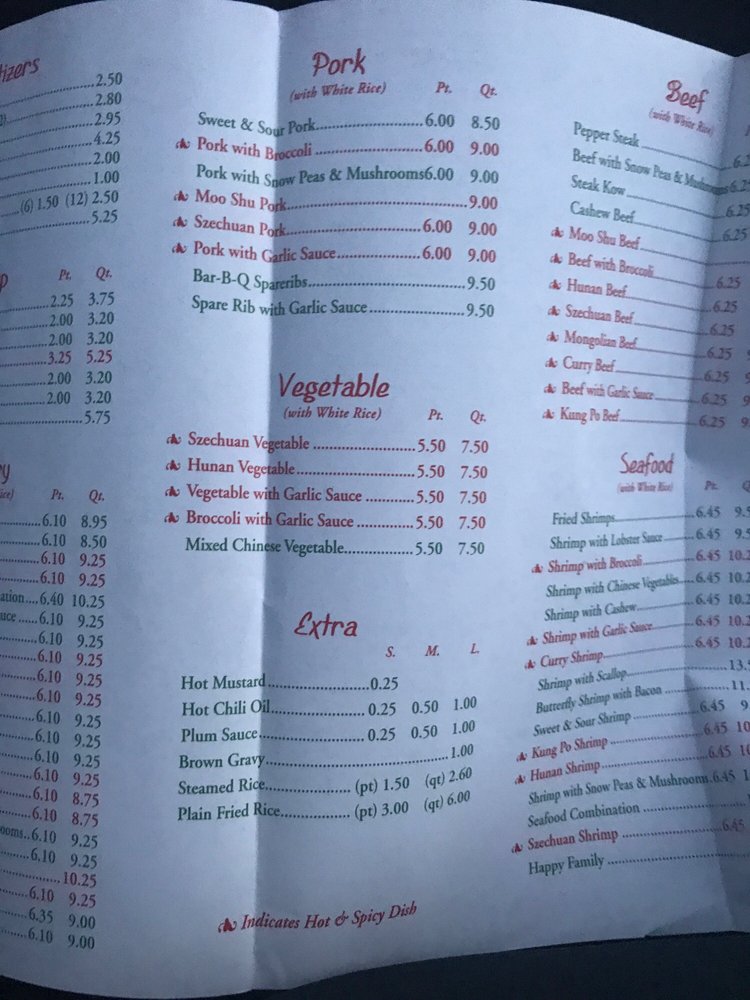 tizers
2.50
2.80
2.95
4.25
2.00
1.00
(6) 1.50 (12) 2.50
5.25
Pt. Qt.
2.25 3.75
2.00 3.20
2.00 3.20
3.25 5.25
2.00 3.20
2.00 3.20
5.75
Pt. Qt.
6.10 8.95
6.10 8.50
6.10 9.25
6.10 9.25
ation....6.40 10.25
uce.....6.10 9.25
6.10 9.25
6.10 9.25
6.10 9.25
6.10 9.25
6.10 9.25
6.10 9.25
6.10 9.25
6.10 9.25
6.10 8.75
6.10 8.75
ooms..6.10 9.25
6.10 9.25
10.25
6.10 9.25
6.35 9.00
6.10 9.00
Pork
(with White Rice) Pt. Qt.
Sweet & Sour Pork 6.00 8.50
Pork with Broccoli 6.00 9.00
Pork with Snow Peas & Mushrooms 6.00 9.00
Moo Shu Pork 9.00
Szechuan Pork 6.00 9.00
Pork with Garlic Sauce 6.00 9.00
Bar-B-Q Spareribs 9.50
Spare Rib with Garlic Sauce 9.50
Vegetable
(with White Rice) Pt. Qt.
Szechuan Vegetable 5.50 7.50
Hunan Vegetable 5.50 7.50
Vegetable with Garlic Sauce 5.50 7.50
Broccoli with Garlic Sauce 5.50 7.50
Mixed Chinese Vegetable 5.50 7.50
Extra
S. M. L.
Hot Mustard 0.25
Hot Chili Oil 0.25 0.50 1.00
Plum Sauce 0.25 0.50 1.00
Brown Gravy 1.00
Steamed Rice (pt) 1.50 (qt) 2.60
Plain Fried Rice (pt) 3.00 (qt) 6.00
Indicates Hot & Spicy Dish
Beef
(with White Rice)
Pepper Steak
Beef with Snow Peas & Mushrooms
Steak Kow 6.25
Cashew Beef 6.25
Moo Shu Beef
Beef with Broccoli 6.25
Hunan Beef 6.25
Szechuan Beef 6.25
Mongolian Beef 6.25
Curry Beef 6.25
Beef with Garlic Sauce 6.25
Kung Po Beef 6.25
Seafood
(with White Rice) Pt.
Fried Shrimps 6.45
Shrimp with Lobster Sauce 6.45
Shrimp with Broccoli 6.45
Shrimp with Chinese Vegetables 6.45
Shrimp with Cashew 6.45
Shrimp with Garlic Sauce 6.45
Curry Shrimp 6.45
Shrimp with Scallop
Butterfly Shrimp with Bacon
Sweet & Sour Shrimp 6.45
Kung Po Shrimp 6.45
Hunan Shrimp 6.45
Shrimp with Snow Peas & Mushrooms 6.45
Seafood Combination
Szechuan Shrimp 6.45
Happy Family